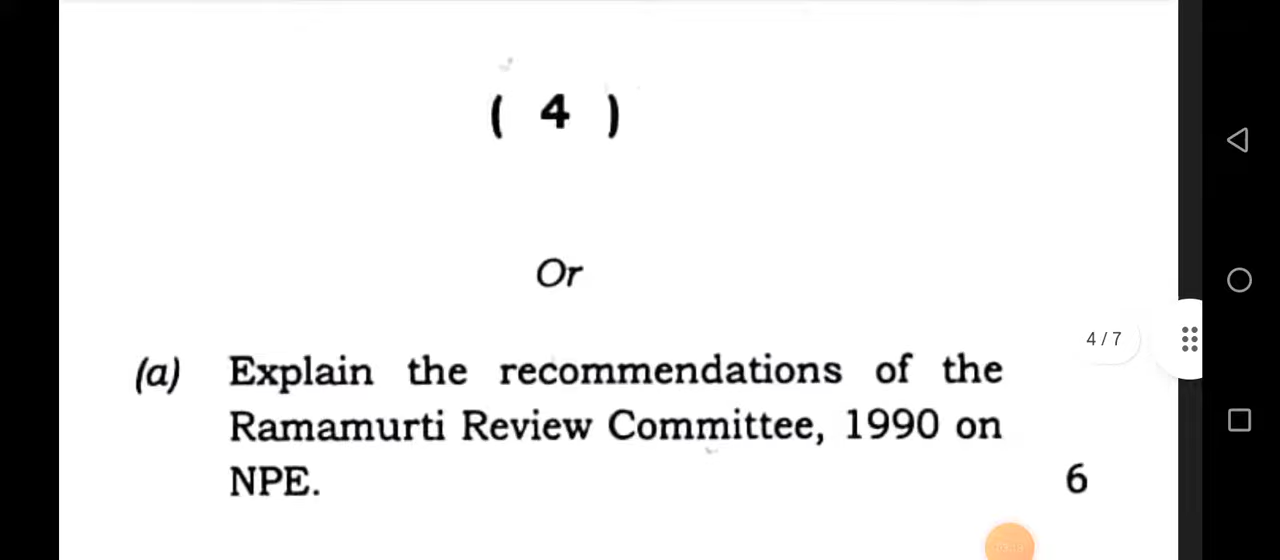 ( 4 )
Or
(a) Explain the recommendations of the
Ramamurti Review Committee, 1990 on
NPE. 6
4 / 7